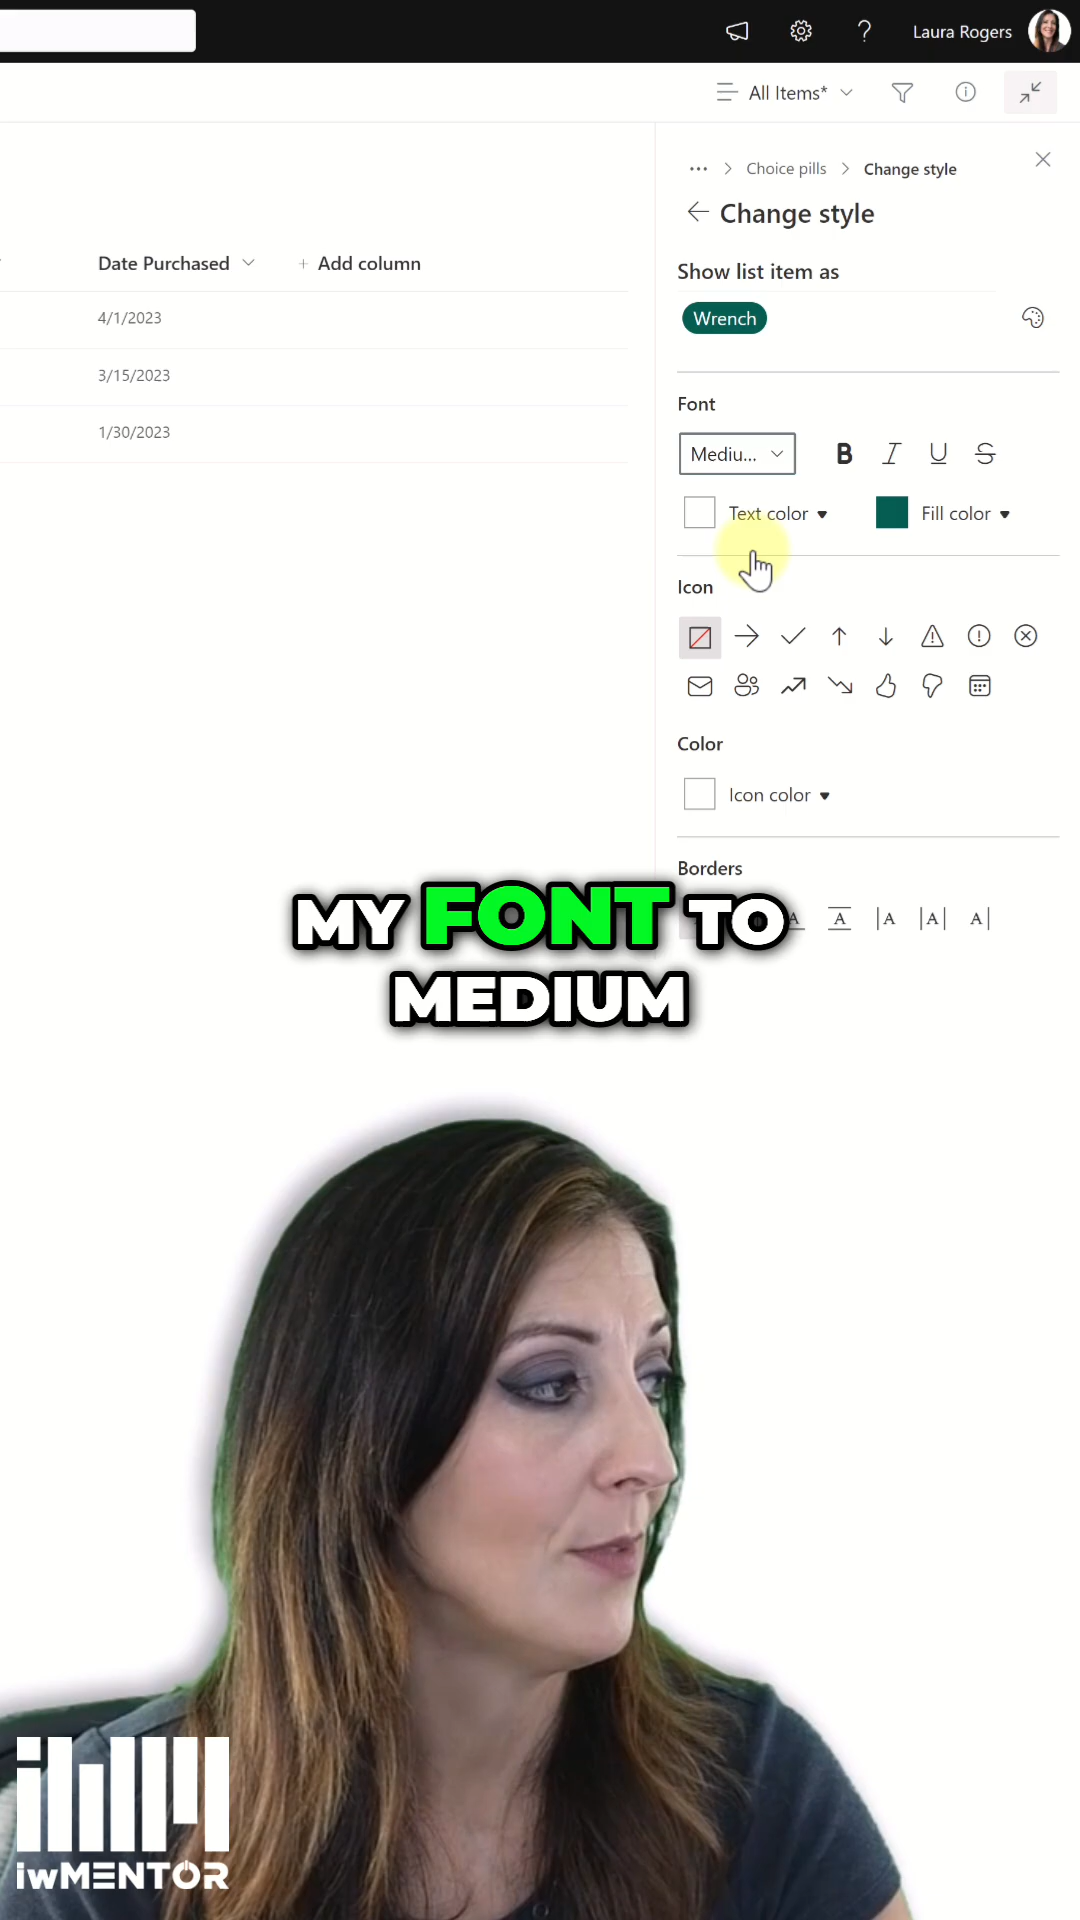 Laura Rogers
All Items*
... > Choice pills > Change style
Change style
Date Purchased
+ Add column
Show list item as
4/1/2023
Wrench
3/15/2023
Font
1/30/2023
Mediu...
B I U S
Text color
Fill color
Icon
Color
Icon color
Borders
A A A A A
MY FONT TO
MEDIUM
iwMENTOR